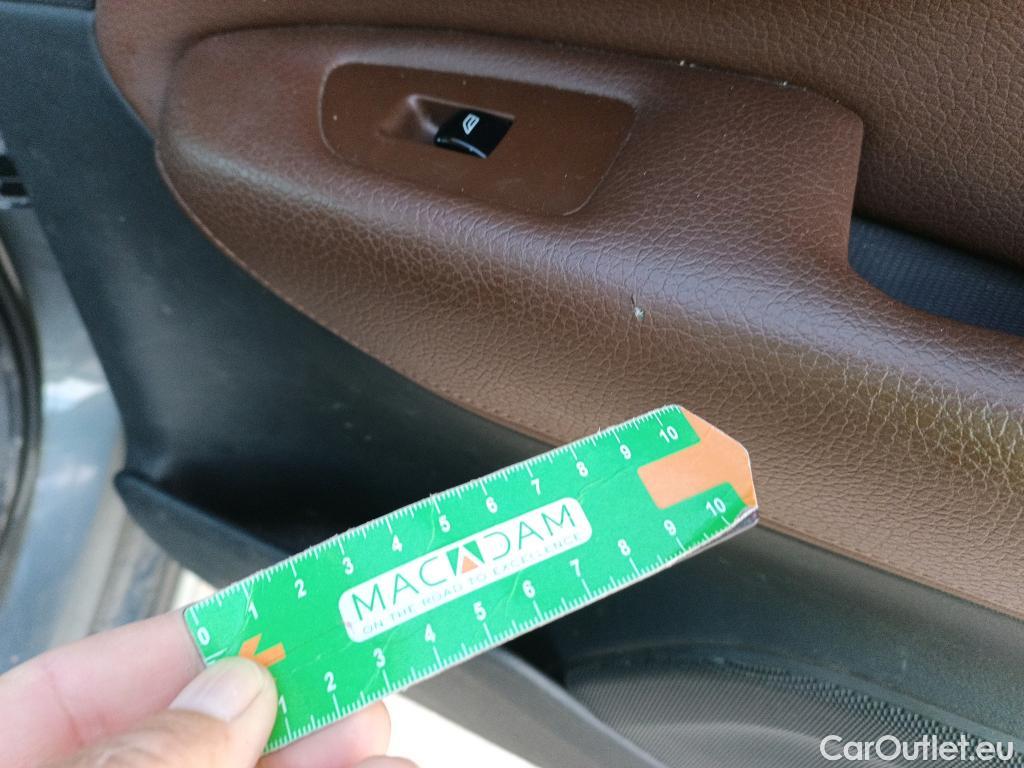 0 1 2 3 4 5 6 7 8 9 10
MACADAM
ON THE ROAD TO EXCELLENCE
1 2 3 4 5 6 7 8 9 10
CarOutlet.eu